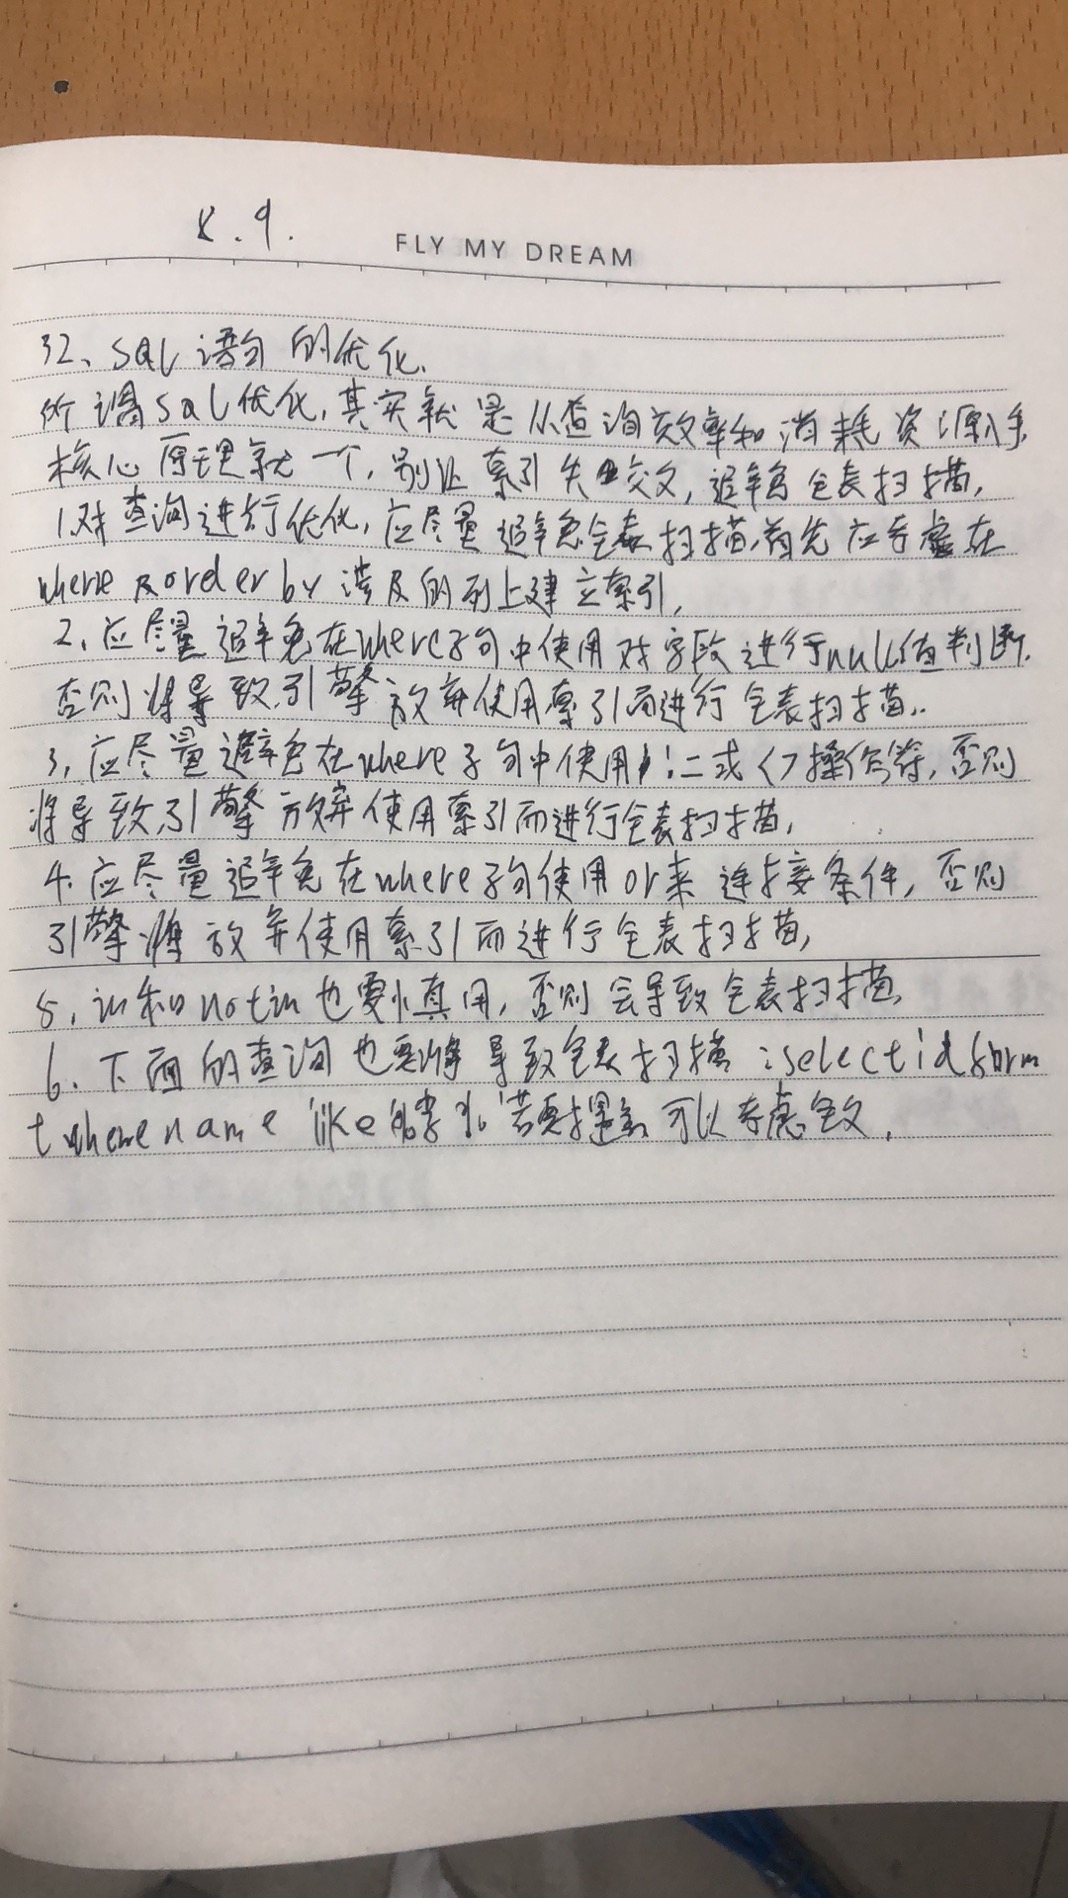 8.9.
FLY MY DREAM
32、SQL语句的优化.
所谓SQL优化,其实就是从查询效率和消耗资源入手
核心原理就一个,别让索引失效,避免全表扫描,
1.对查询进行优化,应尽量避免全表扫描,首先应考虑在
where及order by涉及的列上建立索引,
2、应尽量避免在where子句中使用对字段进行null值判断.
否则将导致引擎放弃使用索引而进行全表扫描.
3,应尽量避免在where子句中使用!=或<>操作符,否则
将导致引擎放弃使用索引而进行全表扫描,
4.应尽量避免在where子句使用or来连接条件,否则
引擎将放弃使用索引而进行全表扫描,
5,in和not in也要慎用,否则会导致全表扫描
6.下面的查询也要将导致全表扫描:select id form
t where name like 若要提高可以考虑全文,